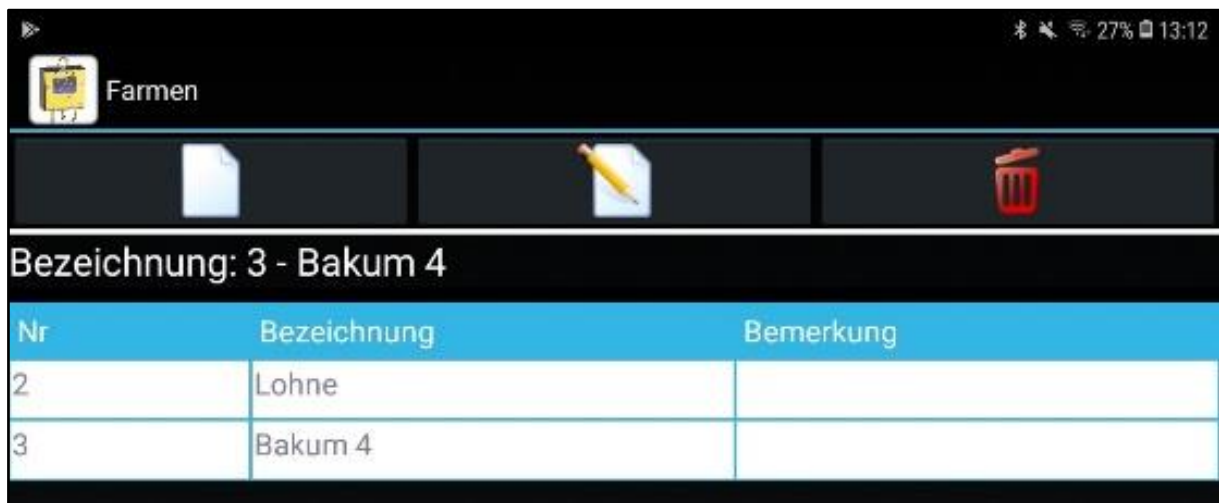 27% 13:12
Farmen
Bezeichnung: 3 - Bakum 4
Nr Bezeichnung Bemerkung
2 Lohne
3 Bakum 4